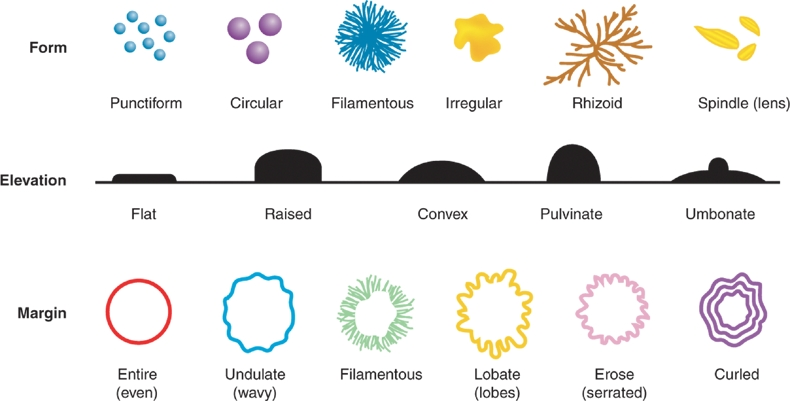 Form
Punctiform Circular Filamentous Irregular Rhizoid Spindle (lens)
Elevation
Flat Raised Convex Pulvinate Umbonate
Margin
Entire Undulate Filamentous Lobate Erose Curled
(even) (wavy) (lobes) (serrated)